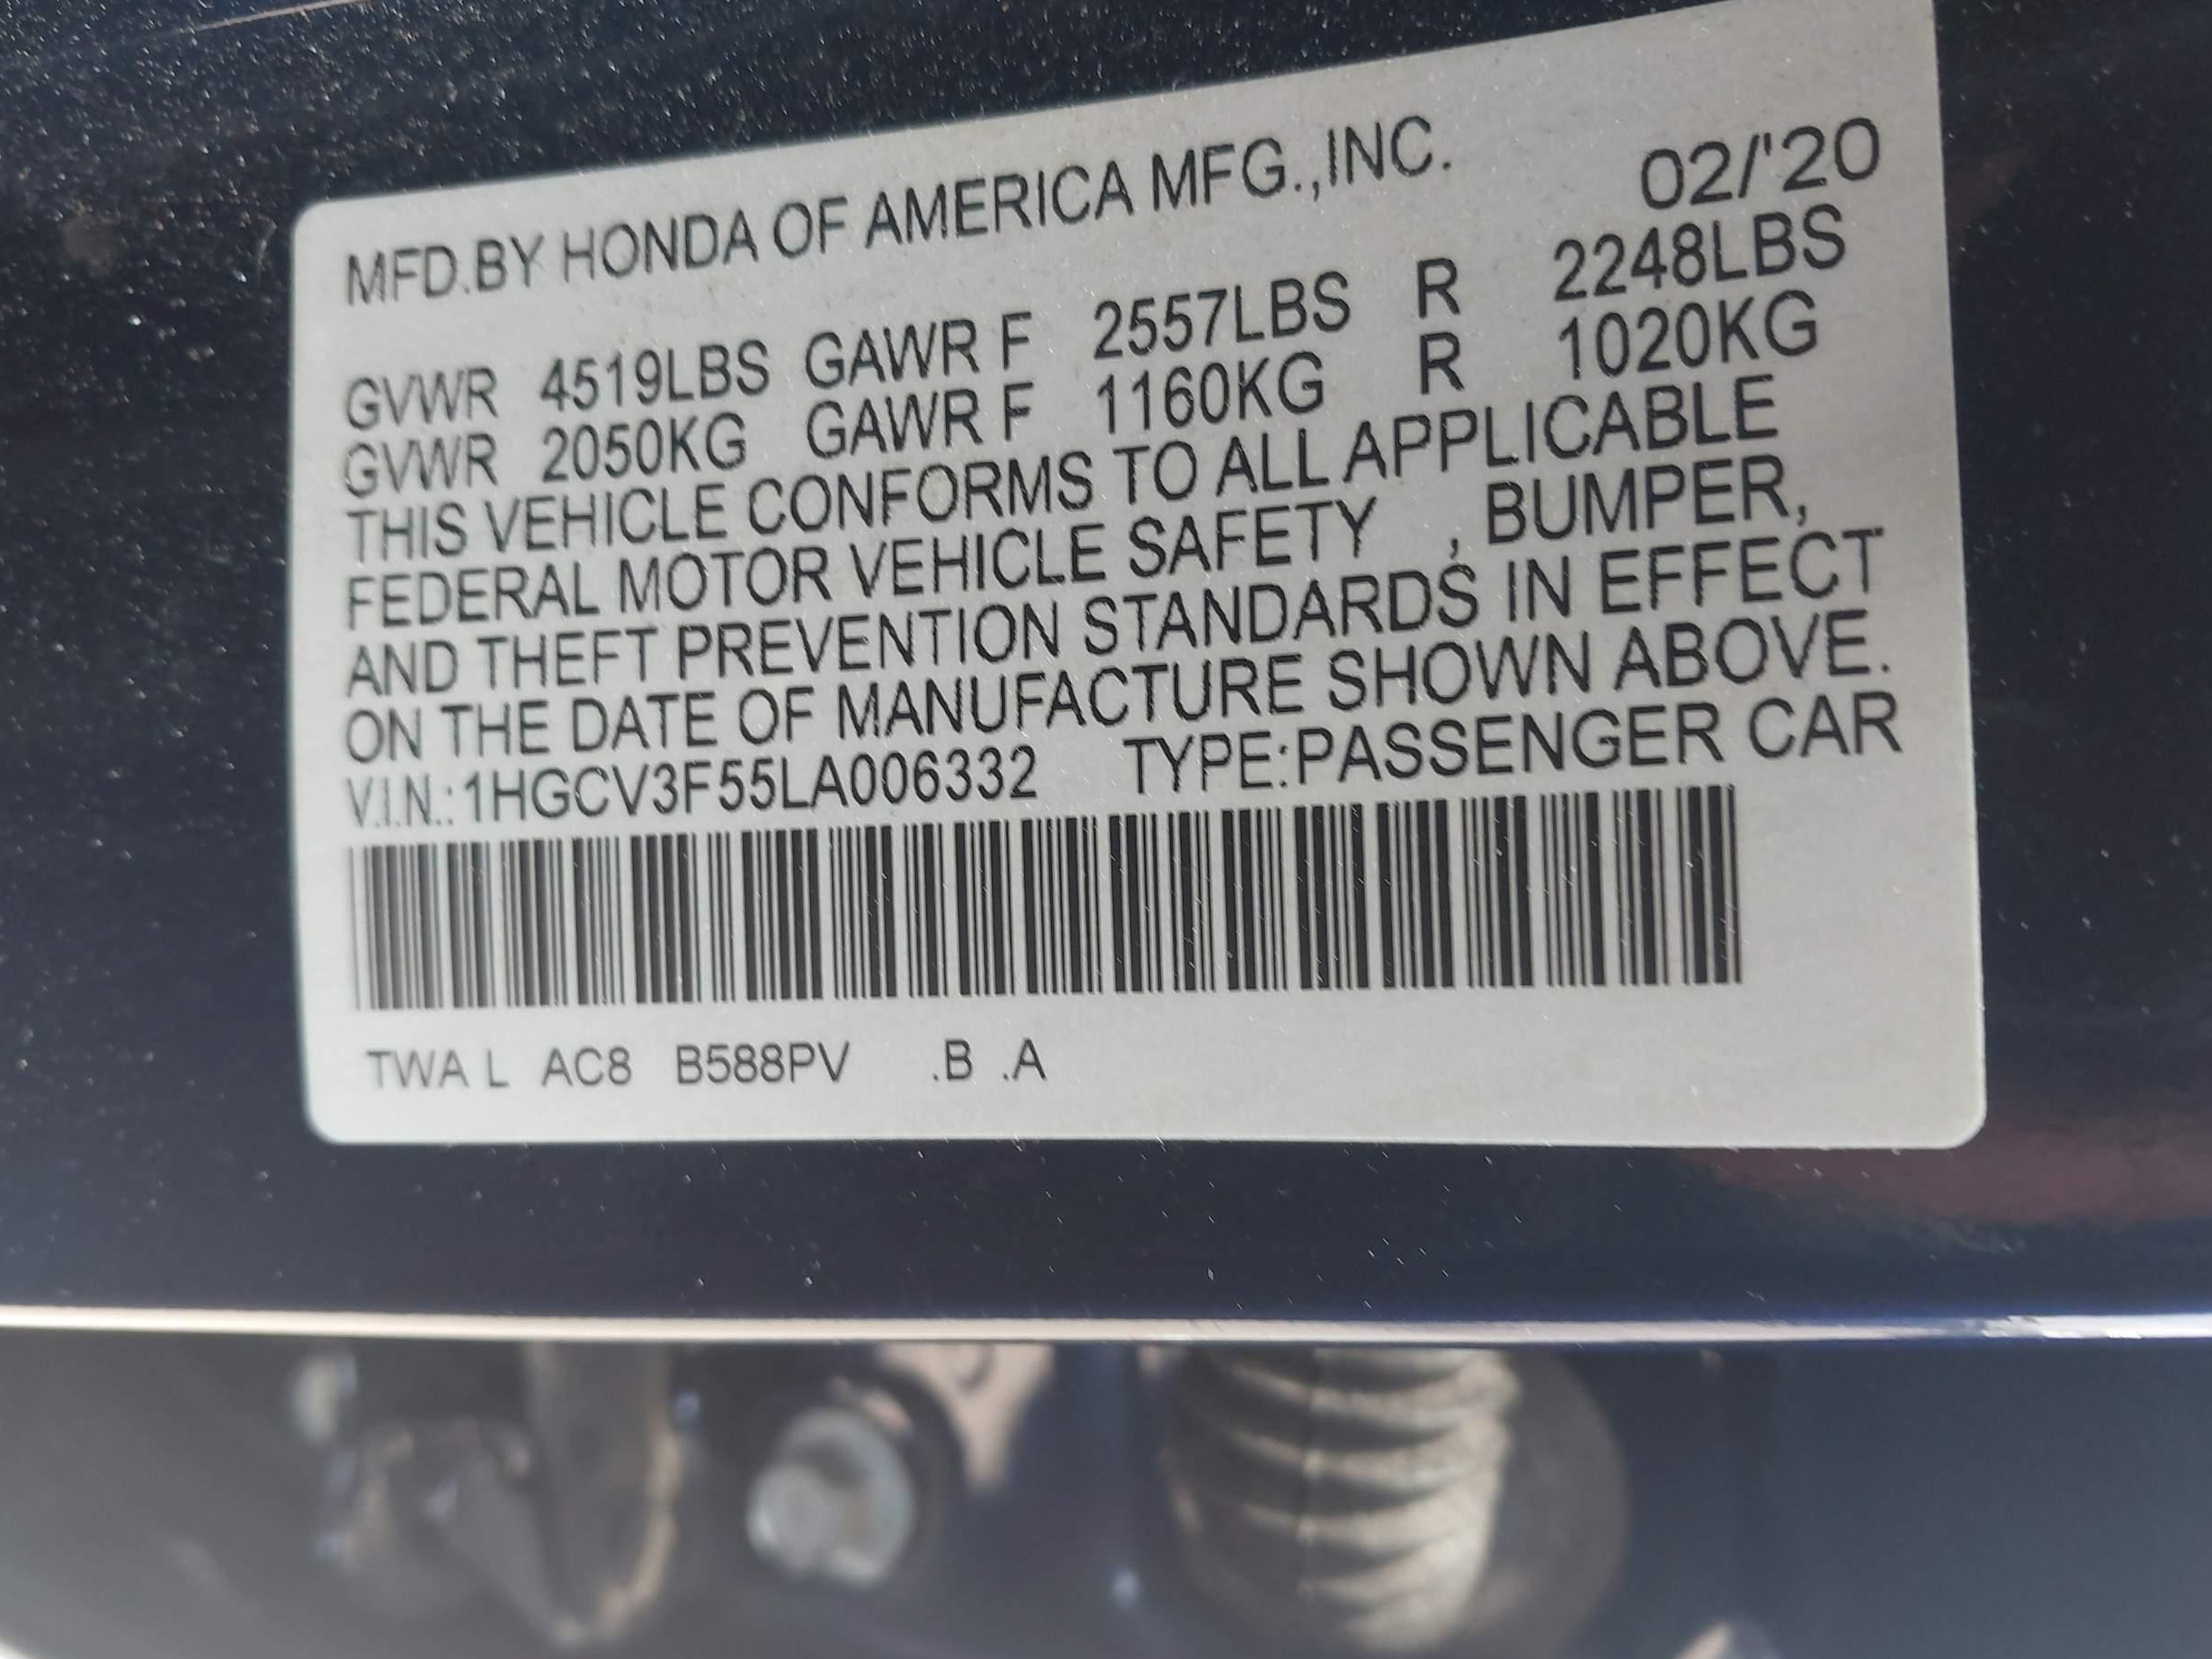 MFD.BY HONDA OF AMERICA MFG.,INC. 02/'20
GVWR 4519LBS GAWR F 2557LBS R 2248LBS
GVWR 2050KG GAWR F 1160KG R 1020KG
THIS VEHICLE CONFORMS TO ALL APPLICABLE
FEDERAL MOTOR VEHICLE SAFETY , BUMPER,
AND THEFT PREVENTION STANDARDS IN EFFECT
ON THE DATE OF MANUFACTURE SHOWN ABOVE.
V.I.N.:1HGCV3F55LA006332 TYPE:PASSENGER CAR
TWA L AC8 B588PV .B .A